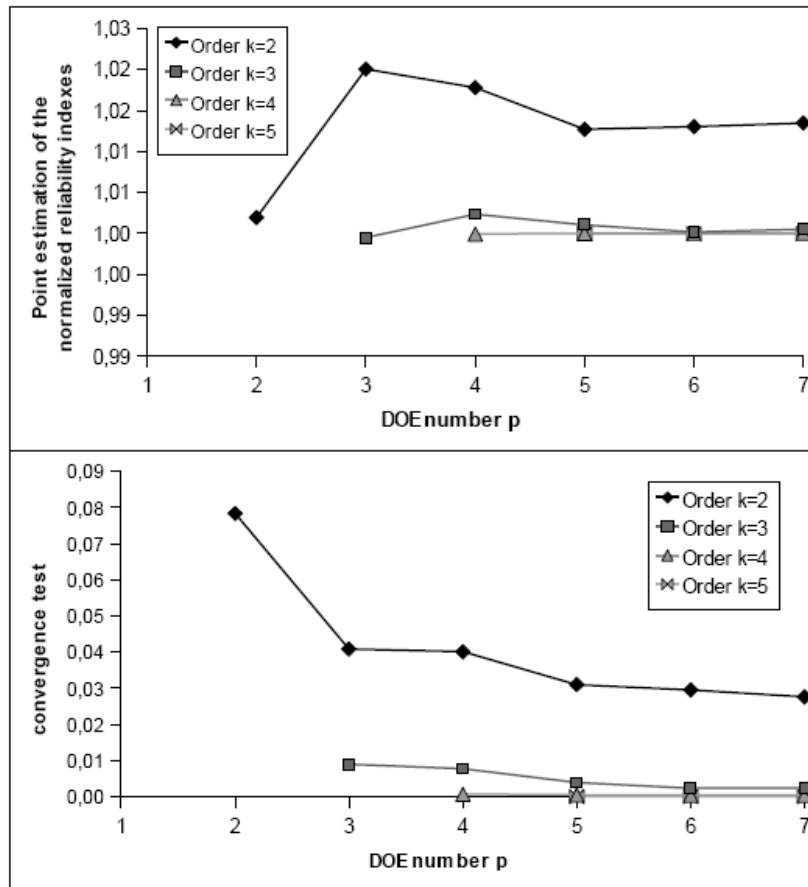 Point estimation of the
normalized reliability indexes
1,03
1,02
1,02
1,01
1,01
1,00
1,00
0,99
0,99
Order k=2
Order k=3
Order k=4
Order k=5
1 2 3 4 5 6 7
DOEnumber p
convergence test
0,09
0,08
0,07
0,06
0,05
0,04
0,03
0,02
0,01
0,00
Order k=2
Order k=3
Order k=4
Order k=5
1 2 3 4 5 6 7
DOEnumber p